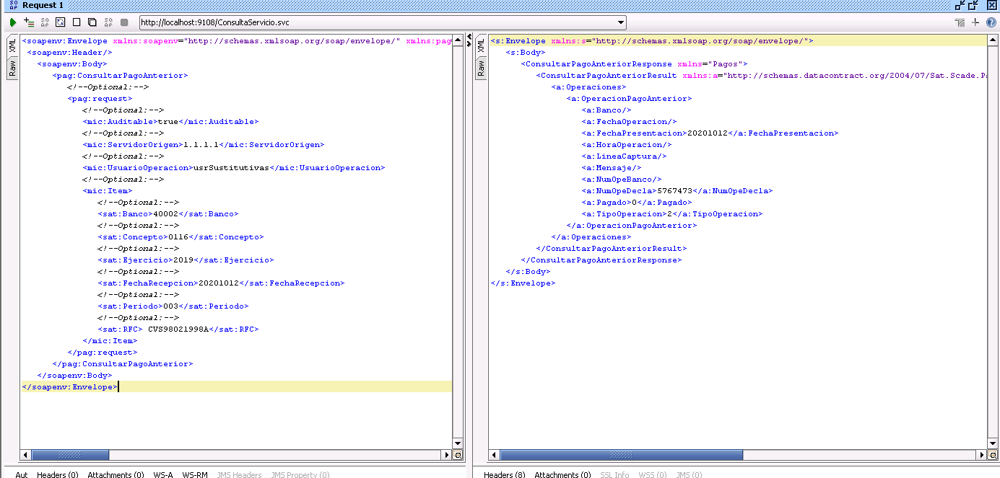 SO AP Request 1
SO AP
SO AP
http://localhost:9108/ConsultaServicio.svc
XML
Raw
<soapenv:Envelope xmlns:soapenv="http://schemas.xmlsoap.org/soap/envelope/" xmlns:pag
<soapenv:Header/>
<soapenv:Body>
<pag:ConsultarPagoAnterior>
<!--Optional:-->
<pag:request>
<!--Optional:-->
<mic:Auditable>true</mic:Auditable>
<!--Optional:-->
<mic:ServidorOrigen>1.1.1.1</mic:ServidorOrigen>
<!--Optional:-->
<mic:UsuarioOperacion>usrSustitutivas</mic:UsuarioOperacion>
<!--Optional:-->
<mic:Item>
<!--Optional:-->
<sat:Banco>40002</sat:Banco>
<!--Optional:-->
<sat:Concepto>0116</sat:Concepto>
<!--Optional:-->
<sat:Ejercicio>2019</sat:Ejercicio>
<!--Optional:-->
<sat:FechaRecepcion>20201012</sat:FechaRecepcion>
<!--Optional:-->
<sat:Periodo>003</sat:Periodo>
<!--Optional:-->
<sat:RFC> CVS98021998A</sat:RFC>
</mic:Item>
</pag:request>
</pag:ConsultarPagoAnterior>
</soapenv:Body>
</soapenv:Envelope>
Aut Headers (0) Attachments (0) WS-A WS-RM JMS Headers JMS Property (0)
XML
Raw
<s:Envelope xmlns:s="http://schemas.xmlsoap.org/soap/envelope/">
<s:Body>
<ConsultarPagoAnteriorResponse xmlns="Pagos">
<ConsultarPagoAnteriorResult xmlns:a="http://schemas.datacontract.org/2004/07/Sat.Scade.Pa
<a:Operaciones>
<a:OperacionPagoAnterior>
<a:Banco/>
<a:FechaOperacion/>
<a:FechaPresentacion>20201012</a:FechaPresentacion>
<a:HoraOperacion/>
<a:LineaCaptura/>
<a:Mensaje/>
<a:NumOpeBanco/>
<a:NumOpeDecla>5767473</a:NumOpeDecla>
<a:Pagado>0</a:Pagado>
<a:TipoOperacion>2</a:TipoOperacion>
</a:OperacionPagoAnterior>
</a:Operaciones>
</ConsultarPagoAnteriorResult>
</ConsultarPagoAnteriorResponse>
</s:Body>
</s:Envelope>
Headers (8) Attachments (0) SSL Info WSS (0) JMS (0)